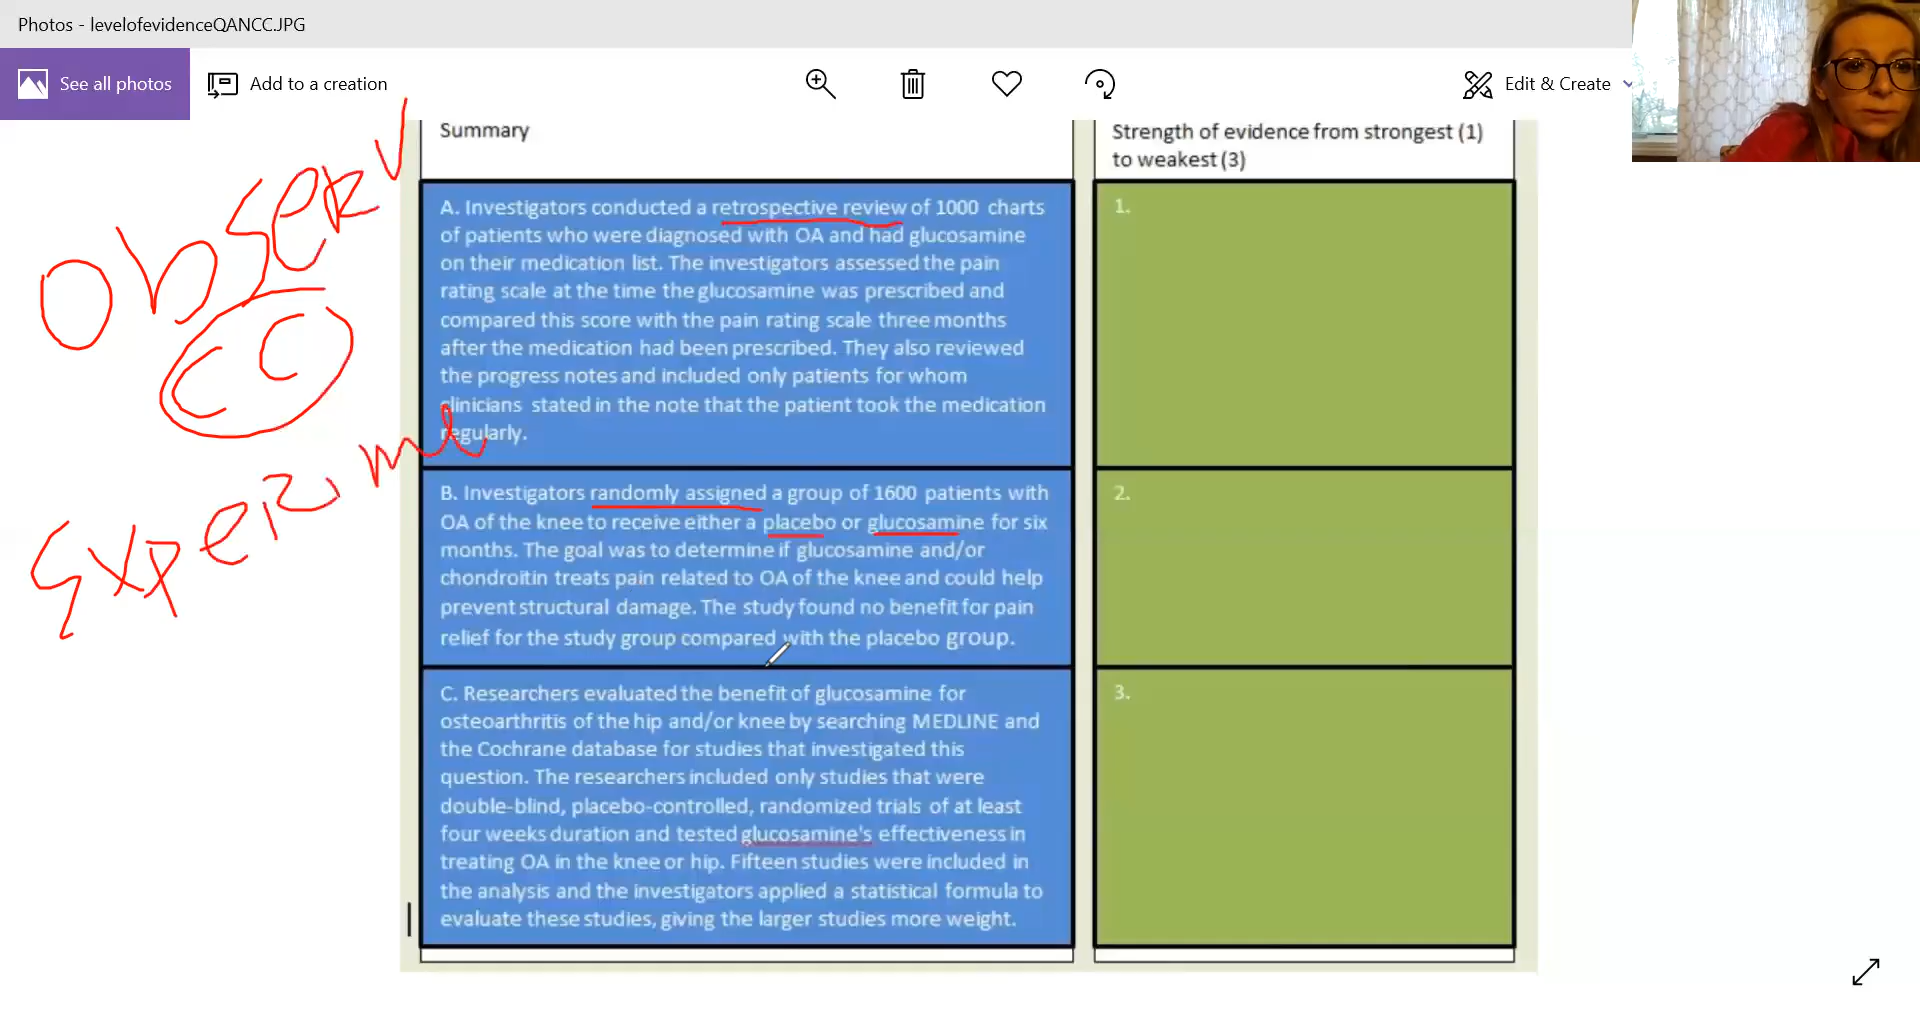 Photos - levelofevidenceQANCC.JPG
See all photos
Add to a creation
Edit & Create
Summary
Strength of evidence from strongest (1)
to weakest (3)
A. Investigators conducted a retrospective review of 1000 charts
of patients who were diagnosed with OA and had glucosamine
on their medication list. The investigators assessed the pain
rating scale at the time the glucosamine was prescribed and
compared this score with the pain rating scale three months
after the medication had been prescribed. They also reviewed
the progress notes and included only patients for whom
clinicians stated in the note that the patient took the medication
regularly.
1.
B. Investigators randomly assigned a group of 1600 patients with
OA of the knee to receive either a placebo or glucosamine for six
months. The goal was to determine if glucosamine and/or
chondroitin treats pain related to OA of the knee and could help
prevent structural damage. The study found no benefit for pain
relief for the study group compared with the placebo group.
2.
C. Researchers evaluated the benefit of glucosamine for
osteoarthritis of the hip and/or knee by searching MEDLINE and
the Cochrane database for studies that investigated this
question. The researchers included only studies that were
double-blind, placebo-controlled, randomized trials of at least
four weeks duration and tested glucosamine's effectiveness in
treating OA in the knee or hip. Fifteen studies were included in
the analysis and the investigators applied a statistical formula to
evaluate these studies, giving the larger studies more weight.
3.
Observ